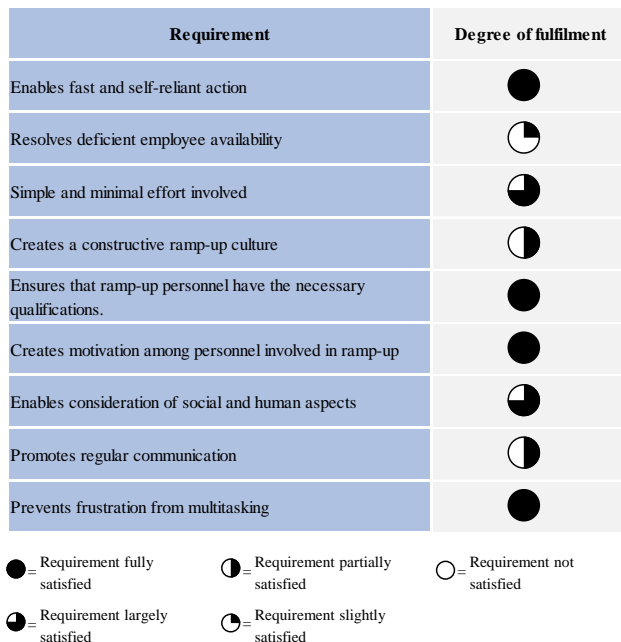 Requirement Degree of fulfilment
Enables fast and self-reliant action
Resolves deficient employee availability
Simple and minimal effort involved
Creates a constructive ramp-up culture
Ensures that ramp-up personnel have the necessary
qualifications.
Creates motivation among personnel involved in ramp-up
Enables consideration of social and human aspects
Promotes regular communication
Prevents frustration from multitasking
= Requirement fully
satisfied
= Requirement partially
satisfied
= Requirement not
satisfied
= Requirement largely
satisfied
= Requirement slightly
satisfied